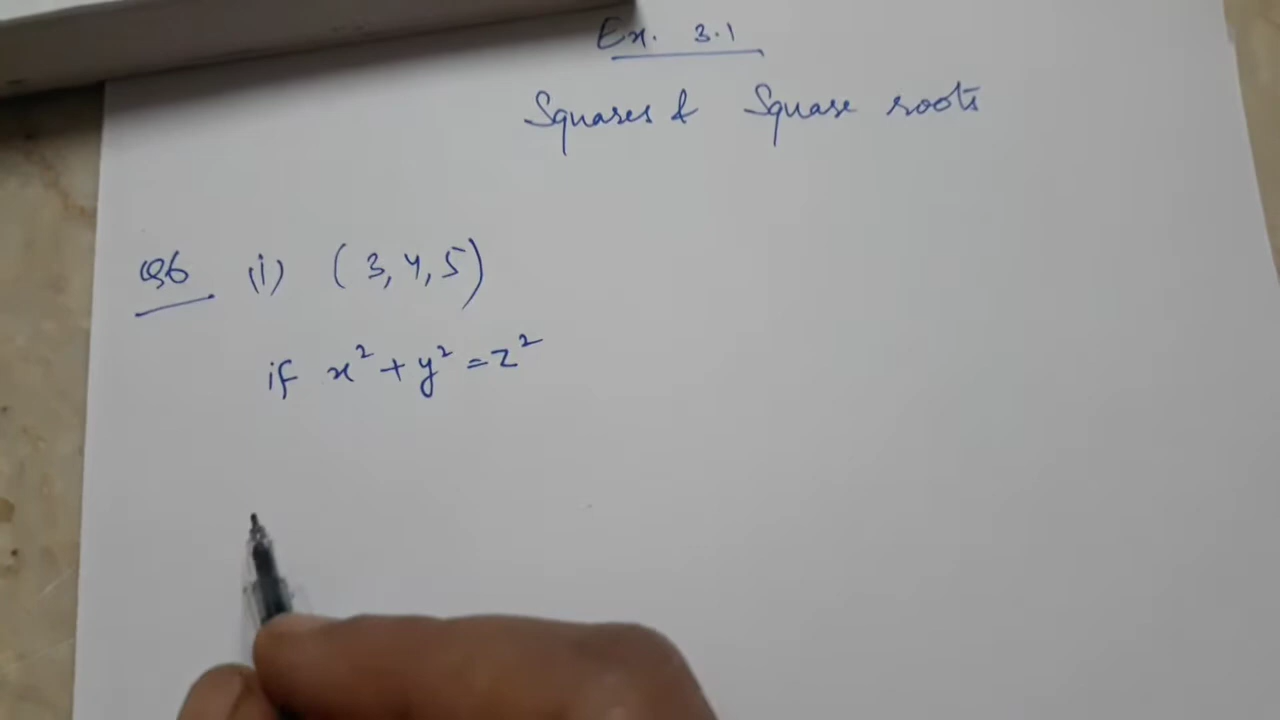 Ex. 3.1
Squares & Square roots
Q6 (i) (3, 4, 5)
if x² + y² = z²